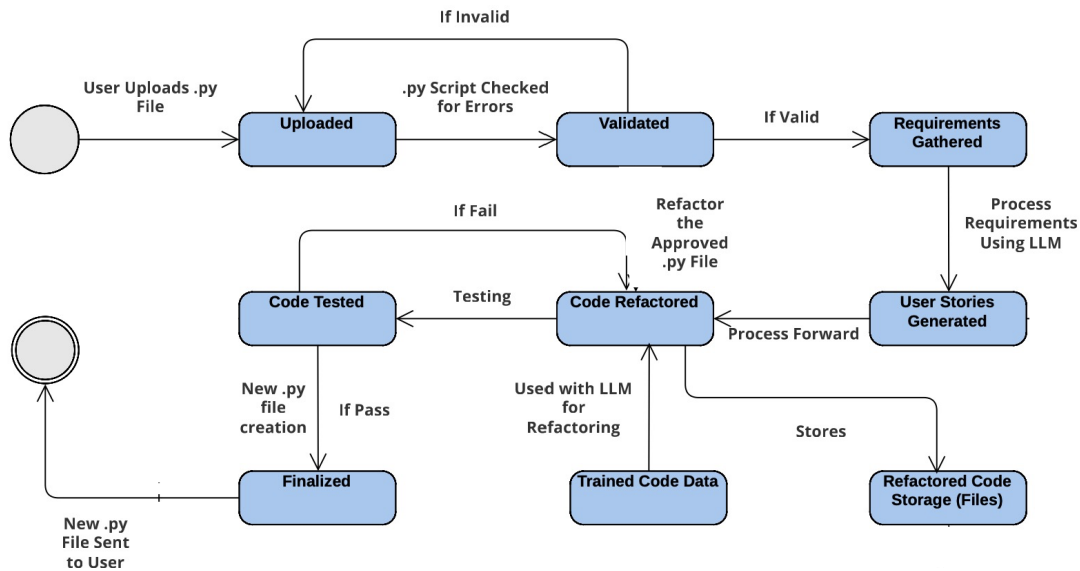 If Invalid
User Uploads .py
File
.py Script Checked
for Errors
Uploaded
Validated
If Valid
Requirements
Gathered
If Fail
Refactor
the
Approved
.py File
Process
Requirements
Using LLM
Code Tested
Testing
Code Refactored
User Stories
Generated
Process Forward
New .py
file
creation
If Pass
Used with LLM
for
Refactoring
Stores
Finalized
Trained Code Data
Refactored Code
Storage (Files)
New .py
File Sent
to User